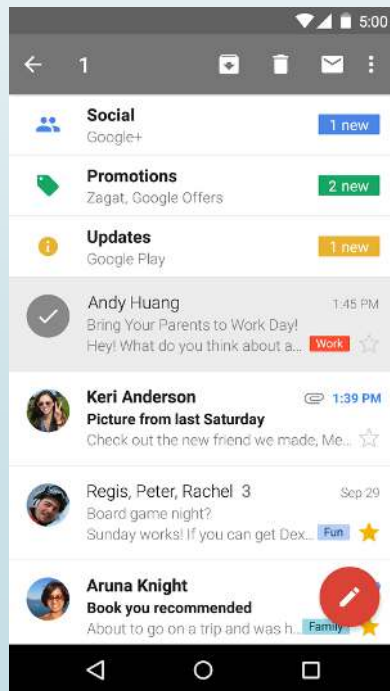 5:00
1
Social
Google+
1 new
Promotions
Zagat, Google Offers
2 new
Updates
Google Play
1 new
Andy Huang
1:45 PM
Bring Your Parents to Work Day!
Hey! What do you think about a...
Work
Keri Anderson
1:39 PM
Picture from last Saturday
Check out the new friend we made, Me...
Regis, Peter, Rachel 3
Sep 29
Board game night?
Sunday works! If you can get Dex...
Fun
Aruna Knight
Book you recommended
About to go on a trip and was h...
Family